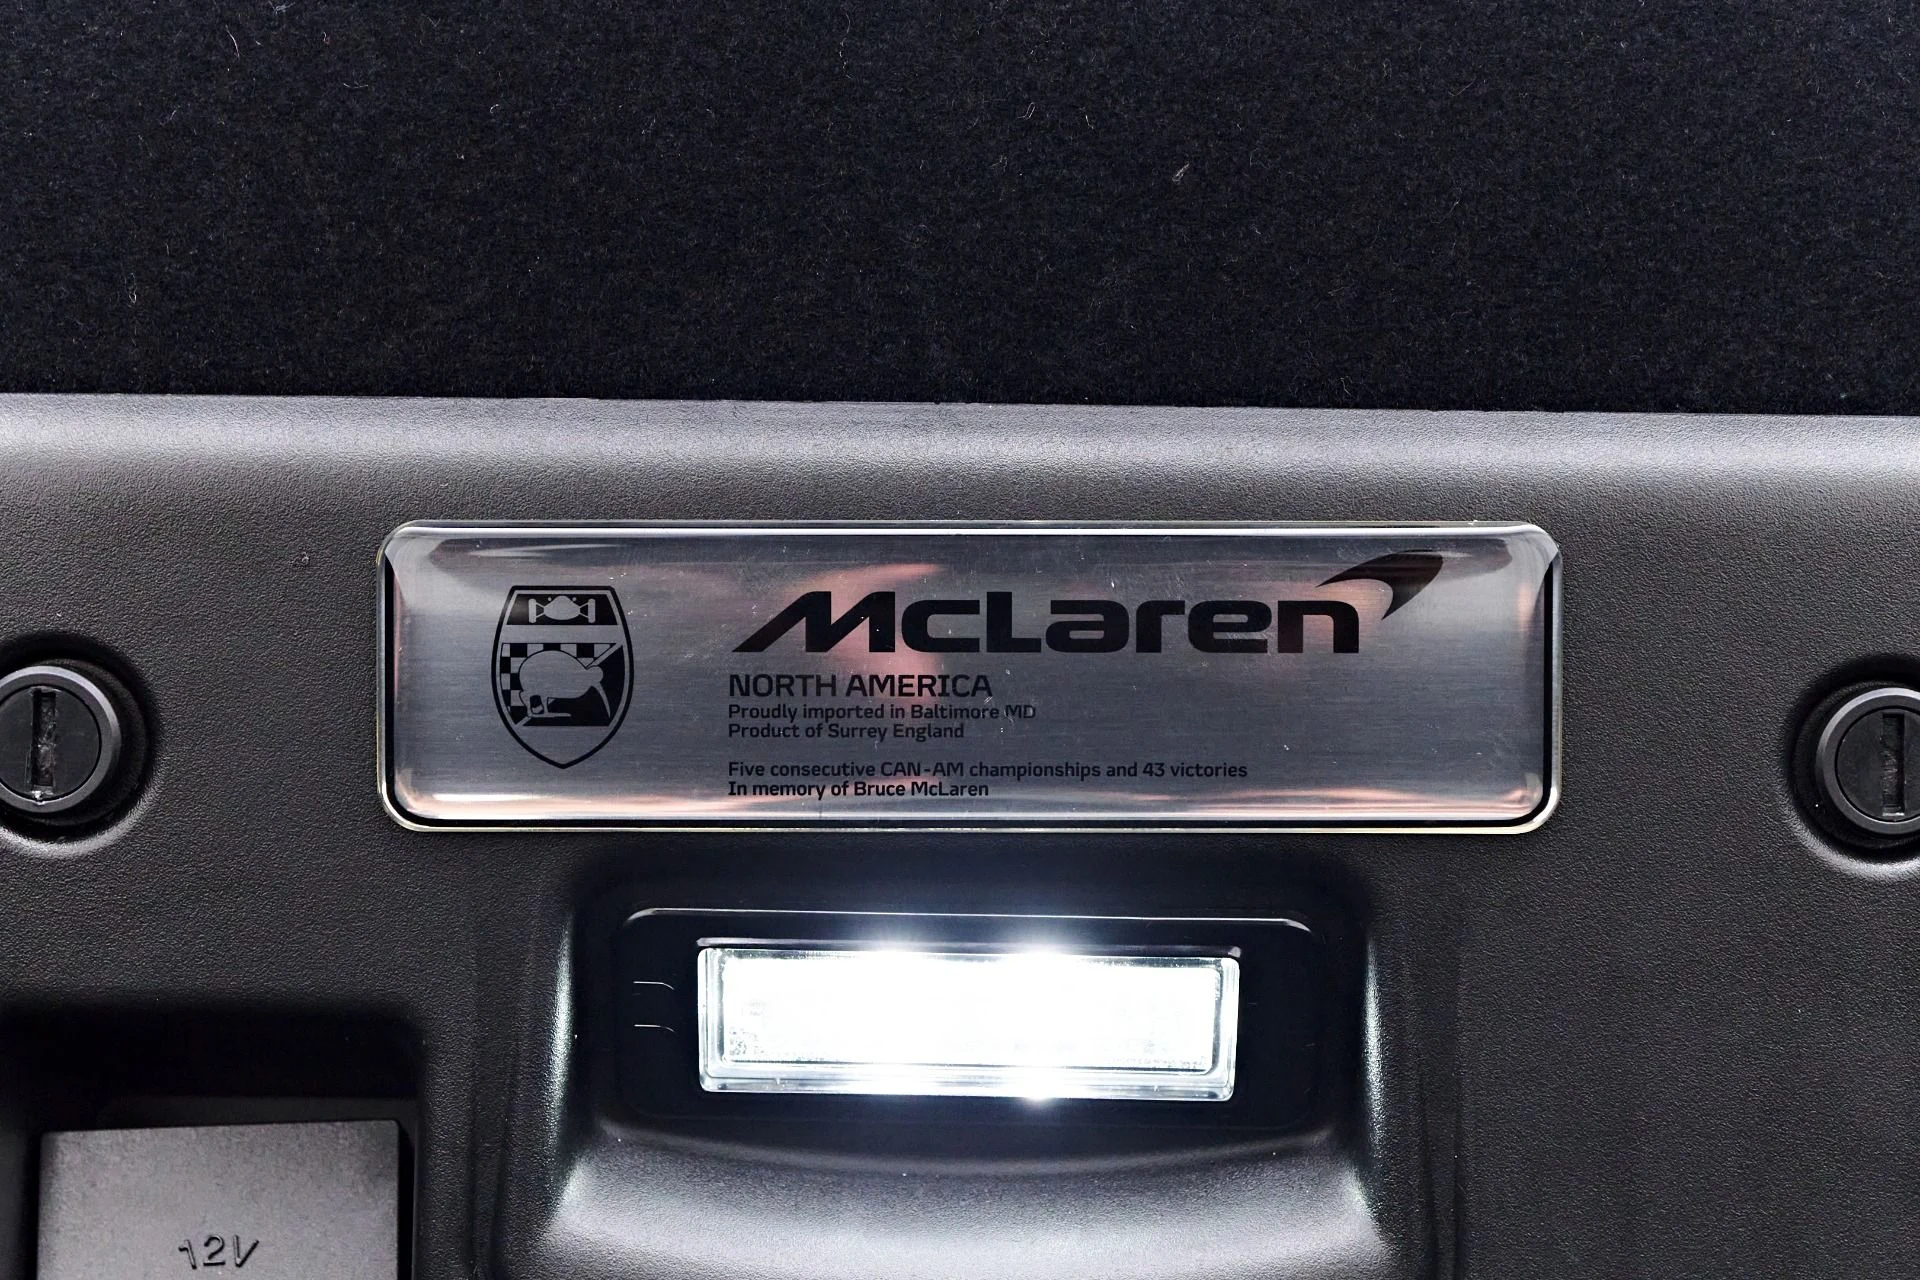 McLaren
NORTH AMERICA
Proudly imported in Baltimore MD
Product of Surrey England
Five consecutive CAN-AM championships and 43 victories
In memory of Bruce McLaren
12V